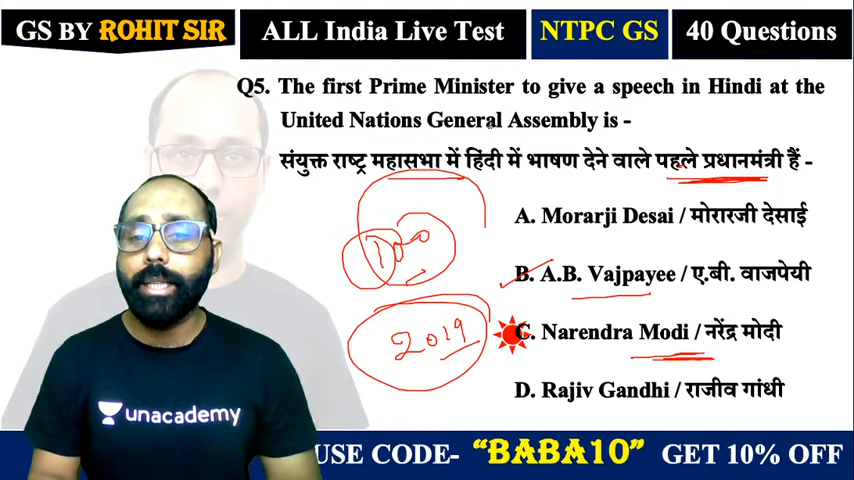 GS BY ROHIT SIR
ALL India Live Test
NTPC GS
40 Questions
Q5. The first Prime Minister to give a speech in Hindi at the
United Nations General Assembly is -
संयुक्त राष्ट्र महासभा में हिंदी में भाषण देने वाले पहले प्रधानमंत्री हैं -
A. Morarji Desai / मोरारजी देसाई
100
B. A.B. Vajpayee / ए.बी. वाजपेयी
2019
C. Narendra Modi / नरेंद्र मोदी
D. Rajiv Gandhi / राजीव गांधी
unacademy
USE CODE- “BABA10” GET 10% OFF